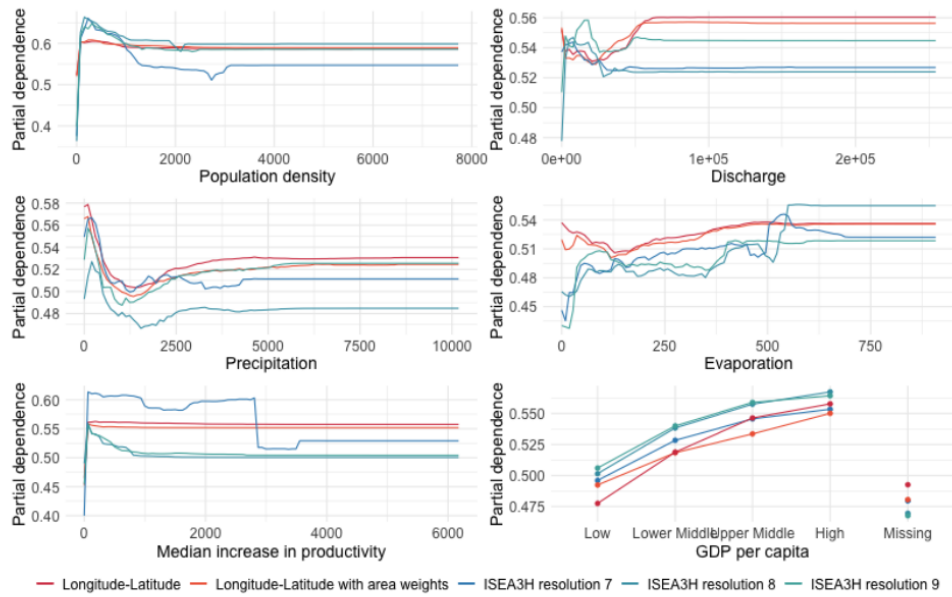 Partial dependence
0.6
0.5
0.4
0
2000
4000
6000
8000
Population density
Partial dependence
0.56
0.54
0.52
0.50
0.48
0e+00
1e+05
2e+05
Discharge
Partial dependence
0.58
0.56
0.54
0.52
0.50
0.48
0
2500
5000
7500
10000
Precipitation
Partial dependence
0.54
0.51
0.48
0.45
0
250
500
750
Evaporation
Partial dependence
0.60
0.55
0.50
0.45
0.40
0
2000
4000
6000
Median increase in productivity
Partial dependence
0.550
0.525
0.500
0.475
Low
Lower Middle
Upper Middle
High
Missing
GDP per capita
Longitude-Latitude
Longitude-Latitude with area weights
ISEA3H resolution 7
ISEA3H resolution 8
ISEA3H resolution 9